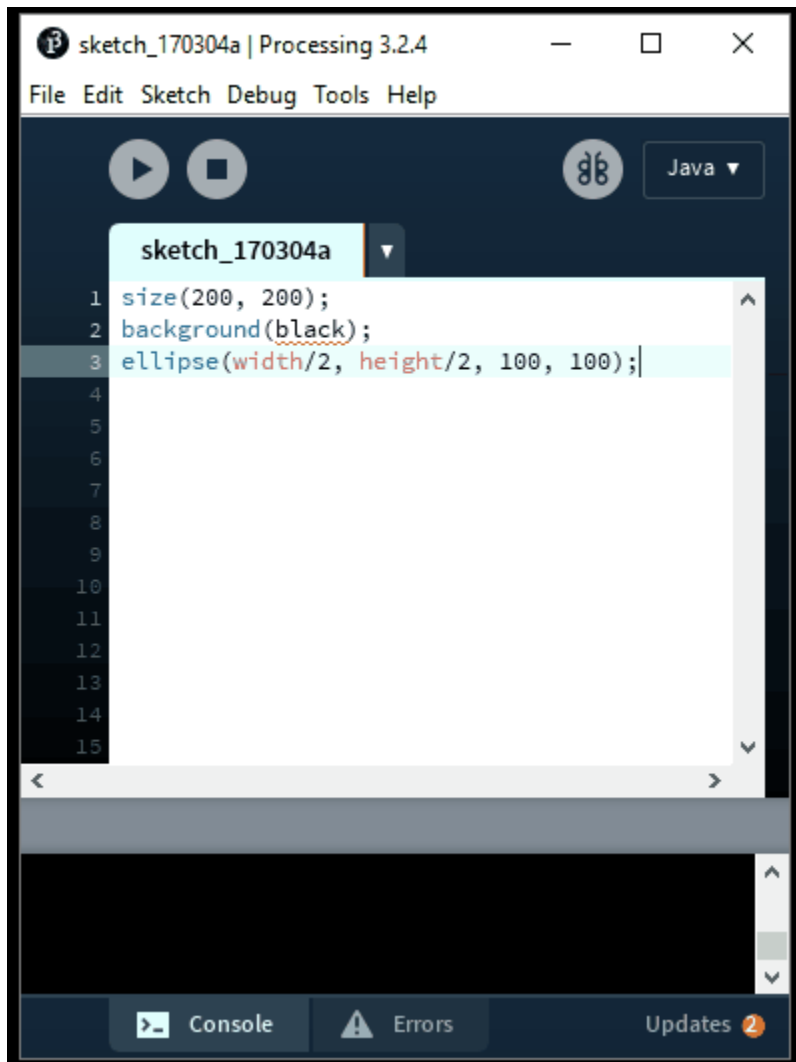 sketch_170304a | Processing 3.2.4
File Edit Sketch Debug Tools Help
Java ▼
sketch_170304a ▼
1 size(200, 200);
2 background(black);
3 ellipse(width/2, height/2, 100, 100);
4
5
6
7
8
9
10
11
12
13
14
15
>_ Console Errors Updates 2